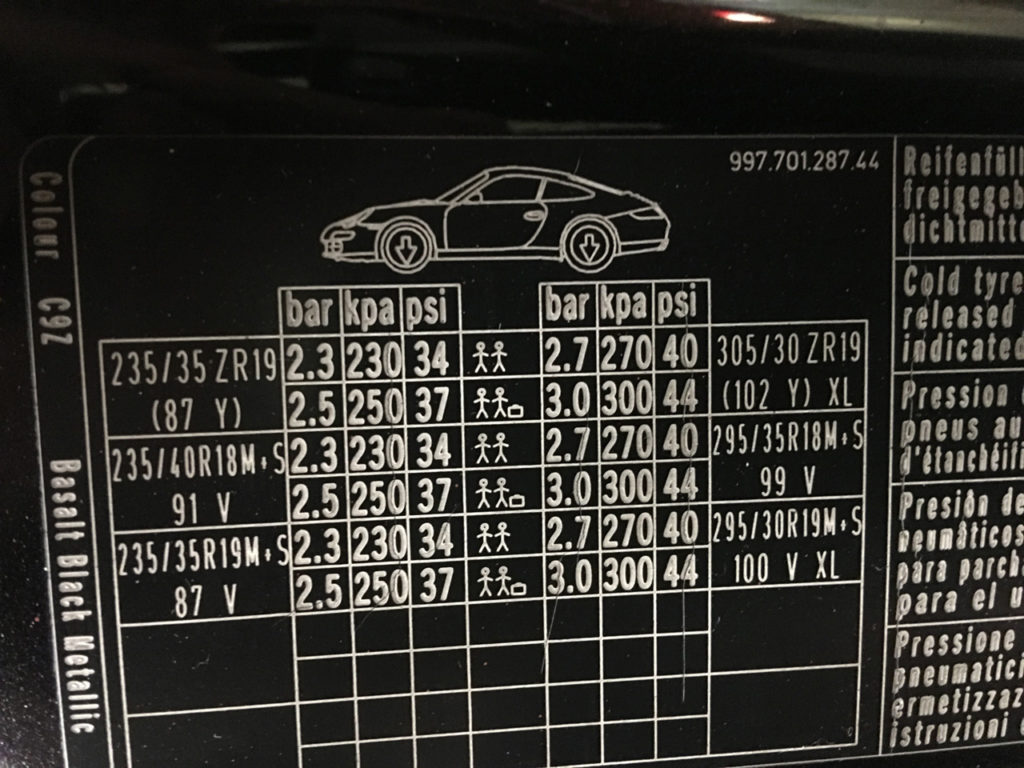 997.701.287.44
Colour C9Z
Basalt Black Metallic
bar kpa psi bar kpa psi
235/35 ZR19 2.3 230 34 2.7 270 40 305/30 ZR19
(87 Y) 2.5 250 37 3.0 300 44 (102 Y) XL
235/40R18M+S 2.3 230 34 2.7 270 40 295/35R18M+S
91 V 2.5 250 37 3.0 300 44 99 V
235/35R19M+S 2.3 230 34 2.7 270 40 295/30R19M+S
87 V 2.5 250 37 3.0 300 44 100 V XL
Reifenfüll
freigegeb
dichtmitte
Cold tyre
released
indicated
Pression
pneus au
d'étanchéifi
Presión de
neumáticos
para parch
para el u
Pressione
pneumatici
ermetizzaz
istruzioni